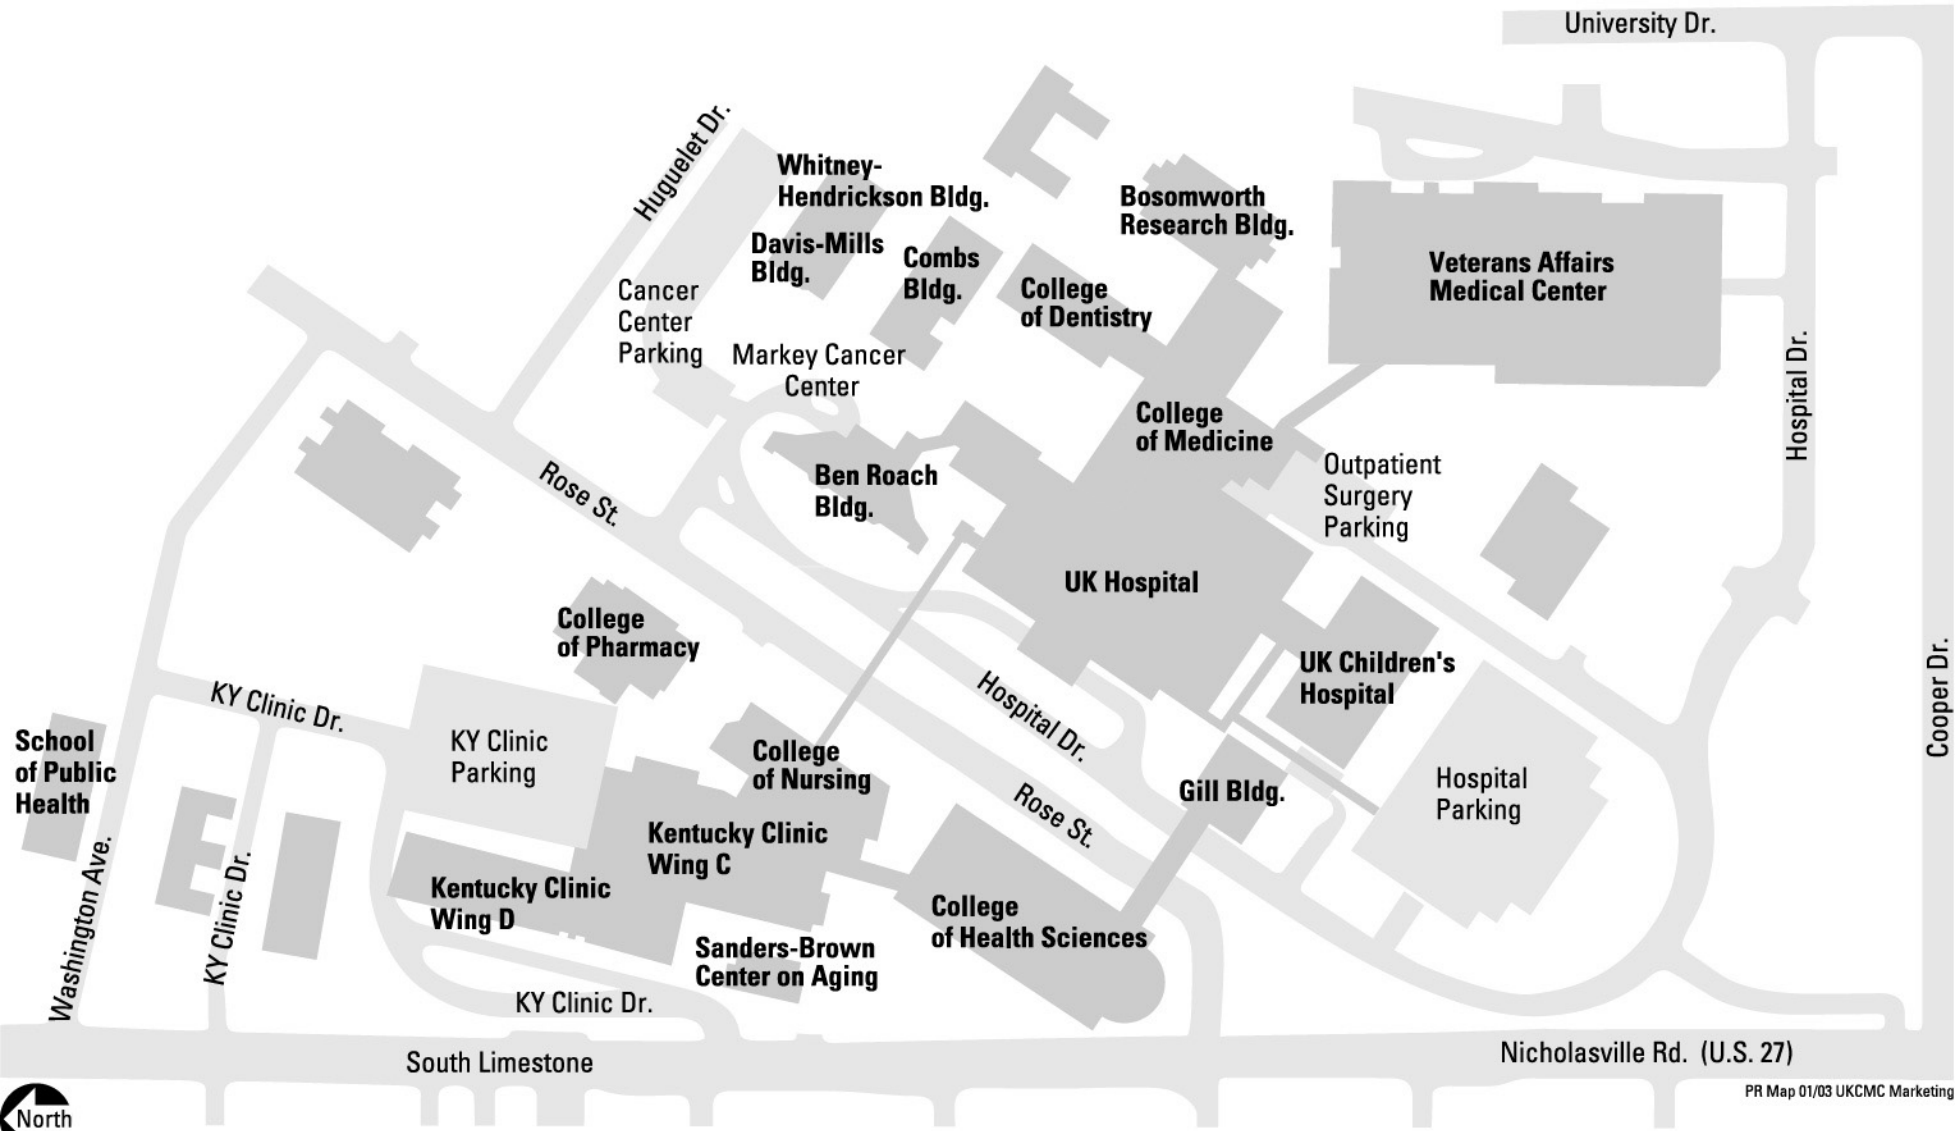 University Dr.
Huguelet Dr.
Whitney-
Hendrickson Bldg.
Bosomworth
Research Bldg.
Davis-Mills
Bldg.
Combs
Bldg.
Veterans Affairs
Medical Center
College
of Dentistry
Cancer
Center
Parking
Markey Cancer
Center
Hospital Dr.
College
of Medicine
Rose St.
Ben Roach
Bldg.
Outpatient
Surgery
Parking
UK Hospital
College
of Pharmacy
UK Children's
Hospital
Cooper Dr.
KY Clinic Dr.
Hospital Dr.
School
of Public
Health
KY Clinic
Parking
College
of Nursing
Gill Bldg.
Hospital
Parking
Rose St.
Kentucky Clinic
Wing C
Kentucky Clinic
Wing D
College
of Health Sciences
Washington Ave.
KY Clinic Dr.
Sanders-Brown
Center on Aging
KY Clinic Dr.
South Limestone
Nicholasville Rd. (U.S. 27)
PR Map 01/03 UKCMC Marketing
North